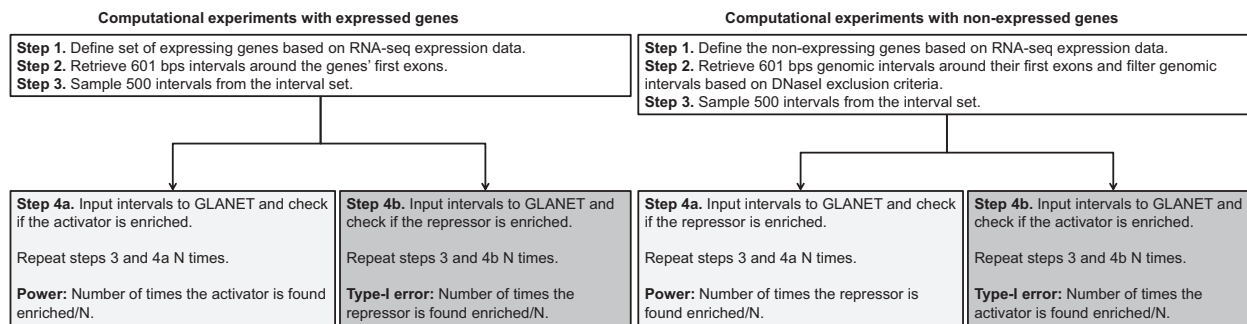 Computational experiments with expressed genes
Step 1. Define set of expressing genes based on RNA-seq expression data.
Step 2. Retrieve 601 bps intervals around the genes' first exons.
Step 3. Sample 500 intervals from the interval set.
Step 4a. Input intervals to GLANET and check
if the activator is enriched.
Repeat steps 3 and 4a N times.
Power: Number of times the activator is found
enriched/N.
Step 4b. Input intervals to GLANET and
check if the repressor is enriched.
Repeat steps 3 and 4b N times.
Type-I error: Number of times the
repressor is found enriched/N.
Computational experiments with non-expressed genes
Step 1. Define the non-expressing genes based on RNA-seq expression data.
Step 2. Retrieve 601 bps genomic intervals around their first exons and filter genomic
intervals based on DNaseI exclusion criteria.
Step 3. Sample 500 intervals from the interval set.
Step 4a. Input intervals to GLANET and check
if the repressor is enriched.
Repeat steps 3 and 4a N times.
Power: Number of times the repressor is
found enriched/N.
Step 4b. Input intervals to GLANET and
check if the activator is enriched.
Repeat steps 3 and 4b N times.
Type-I error: Number of times the
activator is found enriched/N.